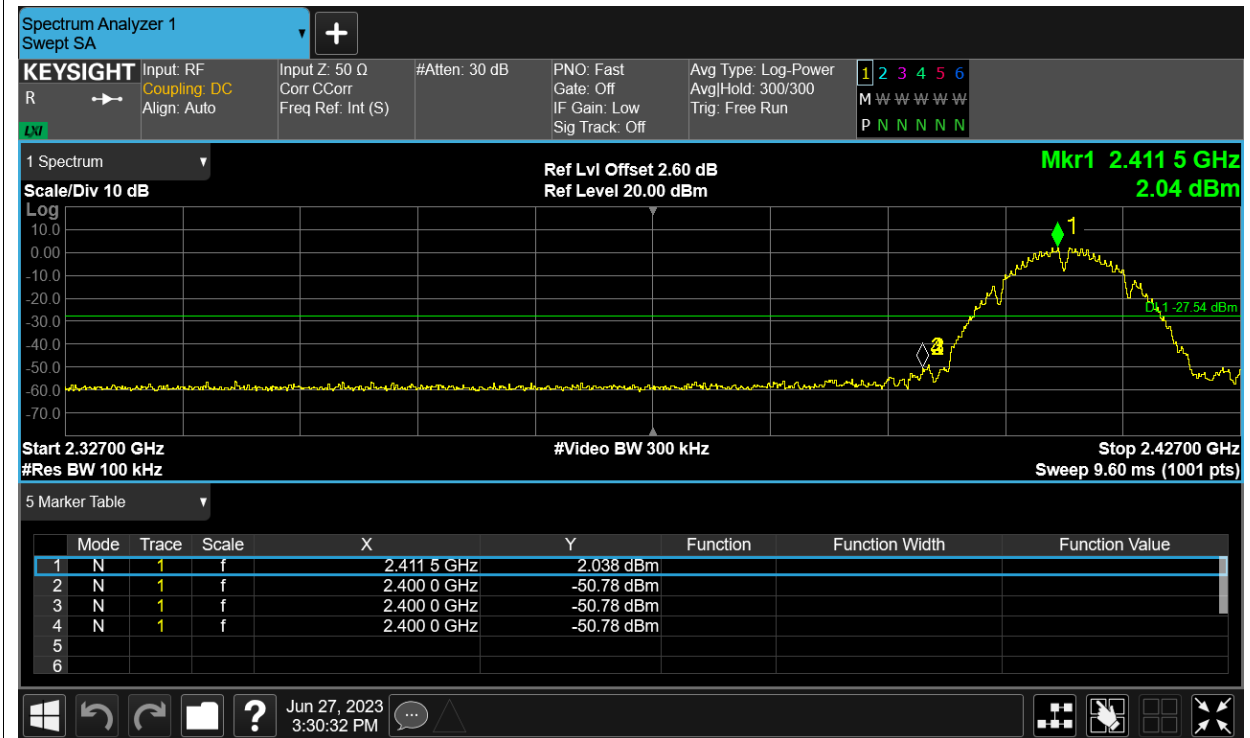 Spectrum Analyzer 1
Swept SA
KEYSIGHT
R
LXI
Input: RF
Coupling: DC
Align: Auto
Input Z: 50 Ω
Corr CCorr
Freq Ref: Int (S)
#Atten: 30 dB
PNO: Fast
Gate: Off
IF Gain: Low
Sig Track: Off
Avg Type: Log-Power
Avg|Hold: 300/300
Trig: Free Run
1 2 3 4 5 6
M W W W W W
P N N N N N
1 Spectrum
Scale/Div 10 dB
Ref Lvl Offset 2.60 dB
Ref Level 20.00 dBm
Mkr1 2.411 5 GHz
2.04 dBm
Log
10.0
0.00
-10.0
-20.0
-30.0
-40.0
-50.0
-60.0
-70.0
1
-27.54 dBm
Start 2.32700 GHz
#Res BW 100 kHz
#Video BW 300 kHz
Stop 2.42700 GHz
Sweep 9.60 ms (1001 pts)
5 Marker Table
Mode Trace Scale X Y Function Function Width Function Value
1 N 1 f 2.411 5 GHz 2.038 dBm
2 N 1 f 2.400 0 GHz -50.78 dBm
3 N 1 f 2.400 0 GHz -50.78 dBm
4 N 1 f 2.400 0 GHz -50.78 dBm
5
6
?
Jun 27, 2023
3:30:32 PM